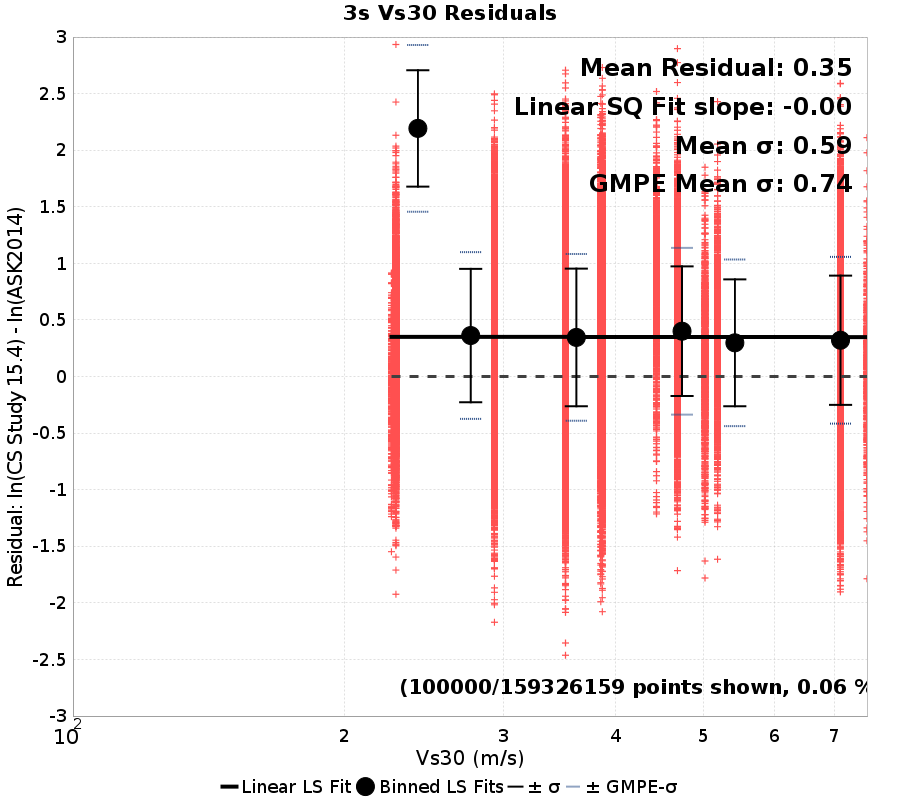 3s Vs30 Residuals
Mean Residual: 0.35
Linear SQ Fit slope: -0.00
Mean σ: 0.59
GMPE Mean σ: 0.74
Residual: ln(CS Study 15.4) - ln(ASK2014)
3
2.5
2
1.5
1
0.5
0
-0.5
-1
-1.5
-2
-2.5
-3
(100000/159326159 points shown, 0.06 %
10^2 2 3 4 5 6 7
Vs30 (m/s)
Linear LS Fit Binned LS Fits ± σ ± GMPE-σ